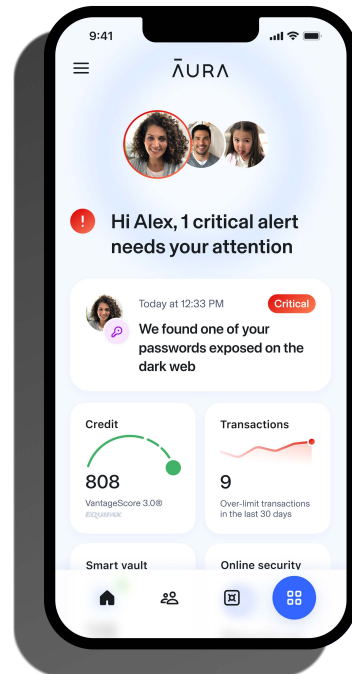 9:41
ĀURA
Hi Alex, 1 critical alert
needs your attention
Today at 12:33 PM
Critical
We found one of your
passwords exposed on the
dark web
Credit
808
VantageScore 3.0®
EQUIFAX
Transactions
9
Over-limit transactions
in the last 30 days
Smart vault
Online security